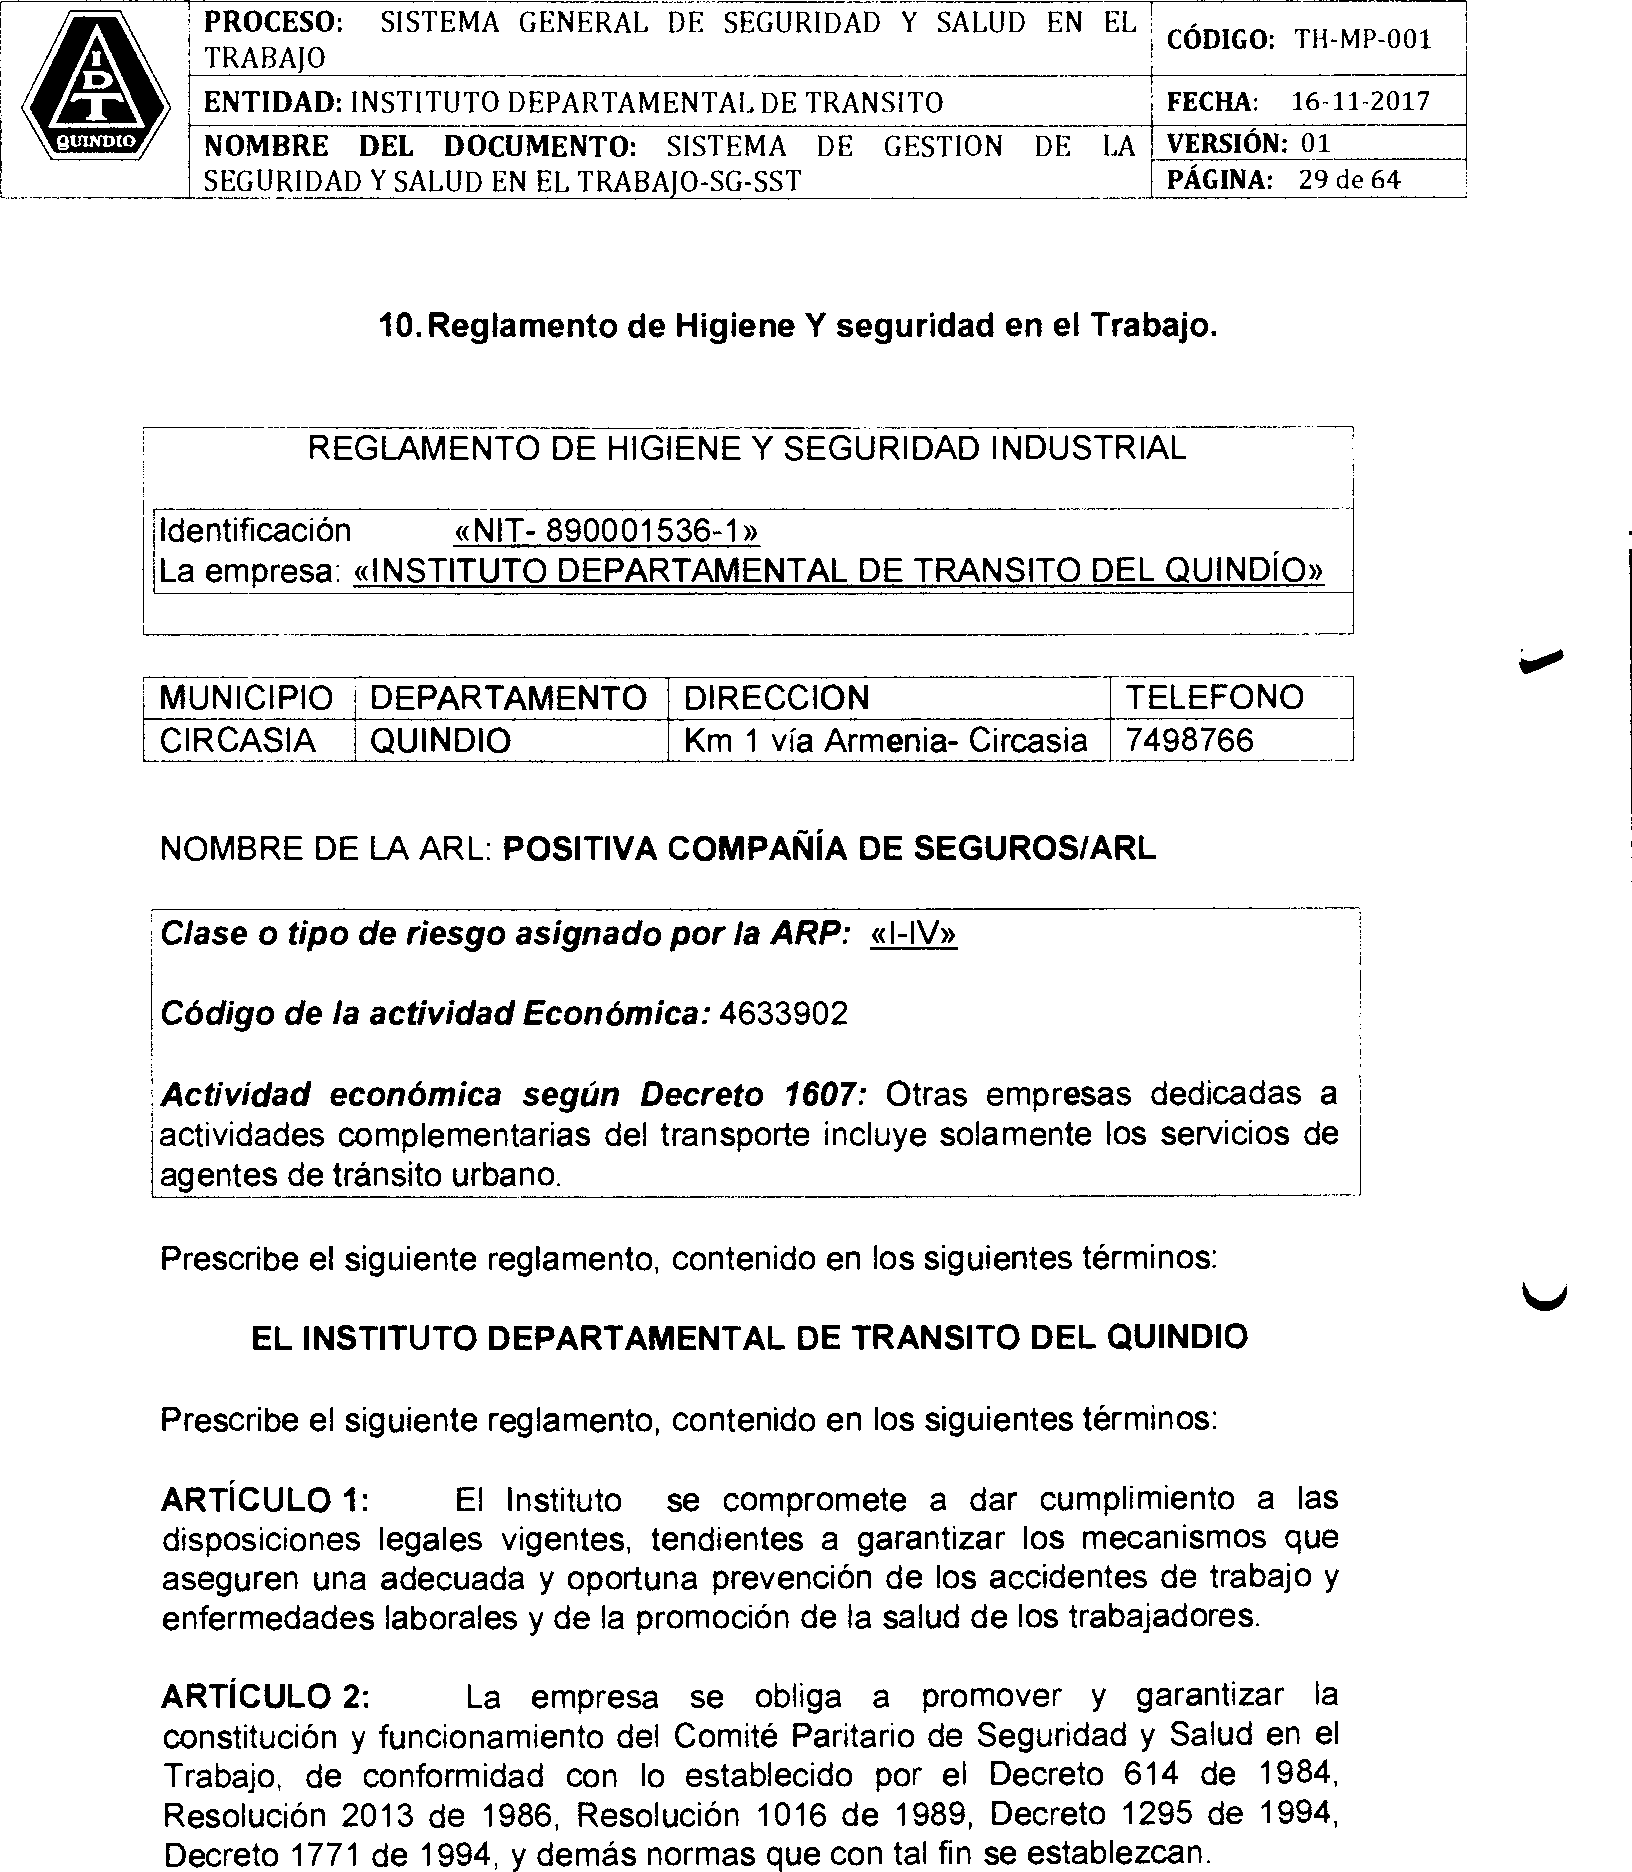 IDT
QUINDIO
PROCESO: SISTEMA GENERAL DE SEGURIDAD Y SALUD EN EL
TRABAJO
CÓDIGO: TH-MP-001
ENTIDAD: INSTITUTO DEPARTAMENTAL DE TRANSITO
FECHA: 16-11-2017
NOMBRE DEL DOCUMENTO: SISTEMA DE GESTION DE LA
SEGURIDAD Y SALUD EN EL TRABAJO-SG-SST
VERSIÓN: 01
PÁGINA: 29 de 64
10. Reglamento de Higiene Y seguridad en el Trabajo.
REGLAMENTO DE HIGIENE Y SEGURIDAD INDUSTRIAL
Identificación «NIT- 890001536-1»
La empresa: «INSTITUTO DEPARTAMENTAL DE TRANSITO DEL QUINDÍO»
MUNICIPIO DEPARTAMENTO DIRECCION TELEFONO
CIRCASIA QUINDIO Km 1 vía Armenia- Circasia 7498766
NOMBRE DE LA ARL: POSITIVA COMPAÑÍA DE SEGUROS/ARL
Clase o tipo de riesgo asignado por la ARP: «I-IV»
Código de la actividad Económica: 4633902
Actividad económica según Decreto 1607: Otras empresas dedicadas a
actividades complementarias del transporte incluye solamente los servicios de
agentes de tránsito urbano.
Prescribe el siguiente reglamento, contenido en los siguientes términos:
EL INSTITUTO DEPARTAMENTAL DE TRANSITO DEL QUINDIO
Prescribe el siguiente reglamento, contenido en los siguientes términos:
ARTÍCULO 1: El Instituto se compromete a dar cumplimiento a las
disposiciones legales vigentes, tendientes a garantizar los mecanismos que
aseguren una adecuada y oportuna prevención de los accidentes de trabajo y
enfermedades laborales y de la promoción de la salud de los trabajadores.
ARTÍCULO 2: La empresa se obliga a promover y garantizar la
constitución y funcionamiento del Comité Paritario de Seguridad y Salud en el
Trabajo, de conformidad con lo establecido por el Decreto 614 de 1984,
Resolución 2013 de 1986, Resolución 1016 de 1989, Decreto 1295 de 1994,
Decreto 1771 de 1994, y demás normas que con tal fin se establezcan.